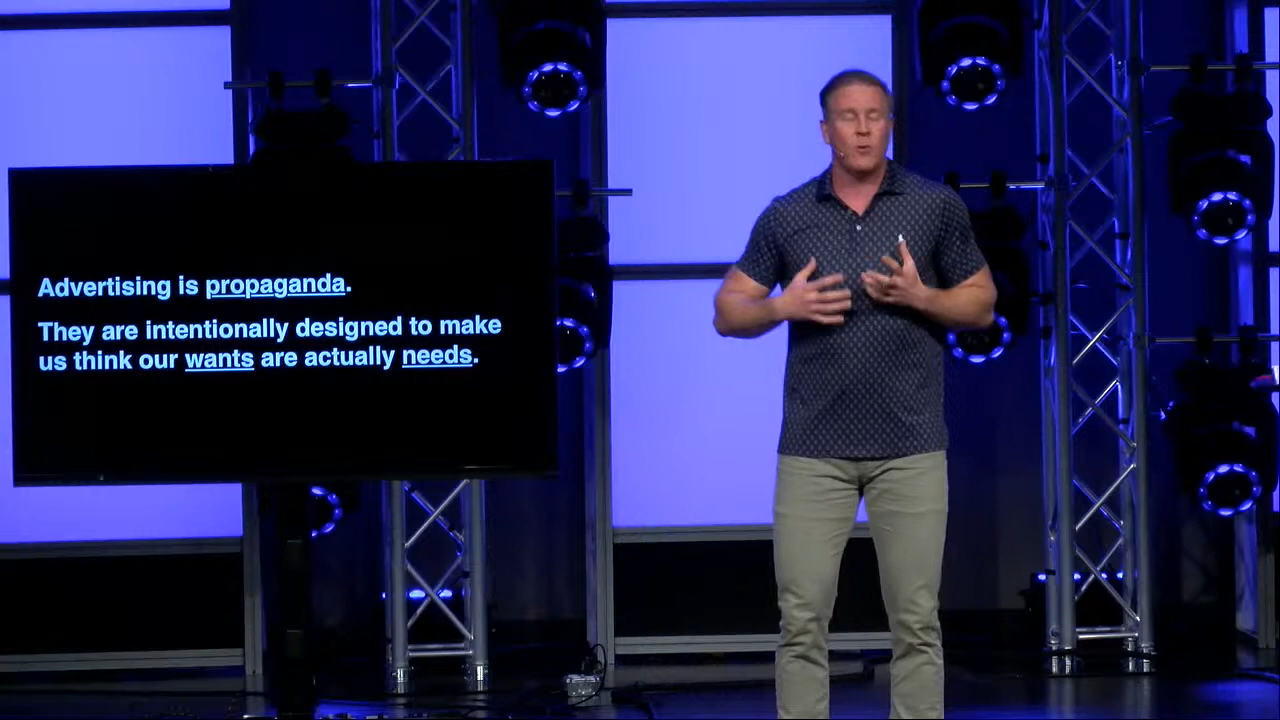 Advertising is propaganda.
They are intentionally designed to make
us think our wants are actually needs.